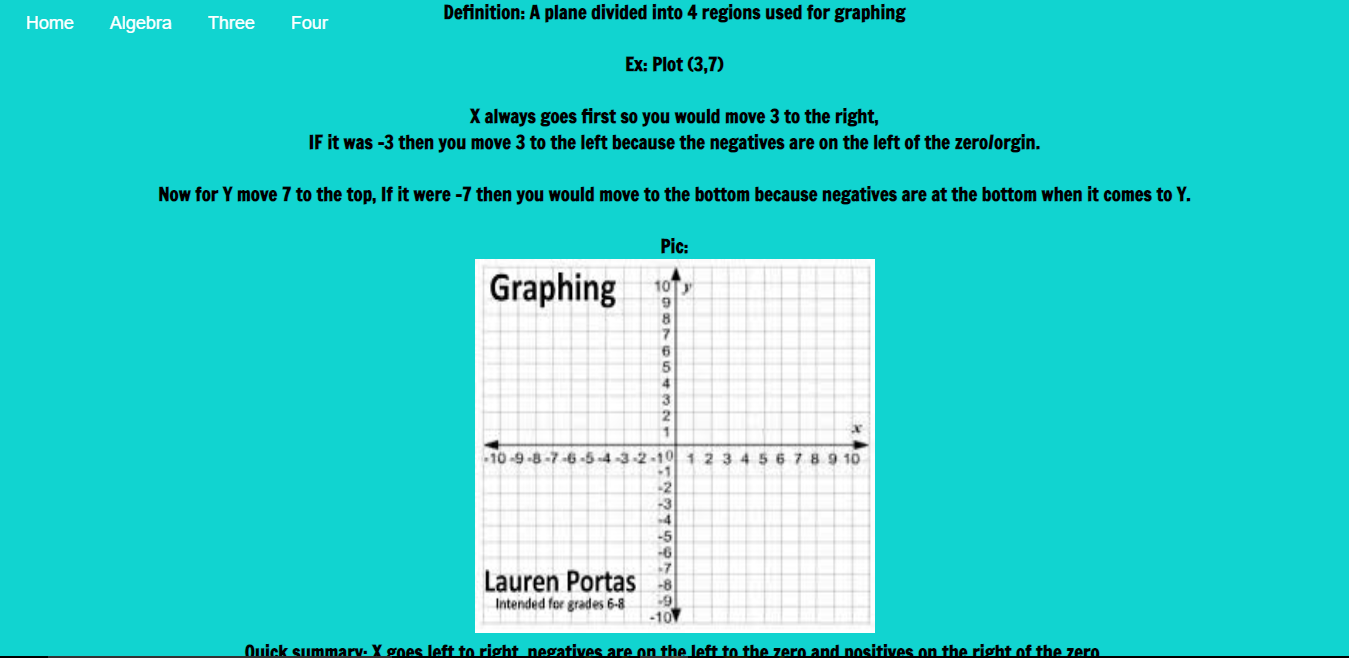 Home Algebra Three Four
Definition: A plane divided into 4 regions used for graphing
Ex: Plot (3,7)
X always goes first so you would move 3 to the right,
IF it was -3 then you move 3 to the left because the negatives are on the left of the zero/orgin.
Now for Y move 7 to the top, If it were -7 then you would move to the bottom because negatives are at the bottom when it comes to Y.
Pic:
Graphing
10 y
9
8
7
6
5
4
3
2
1
x
-10 -9 -8 -7 -6 -5 -4 -3 -2 -1 0 1 2 3 4 5 6 7 8 9 10
-1
-2
-3
-4
-5
-6
-7
-8
-9
-10
Lauren Portas
Intended for grades 6-8
Quick summary: X goes left to right, negatives are on the left to the zero and positives on the right of the zero